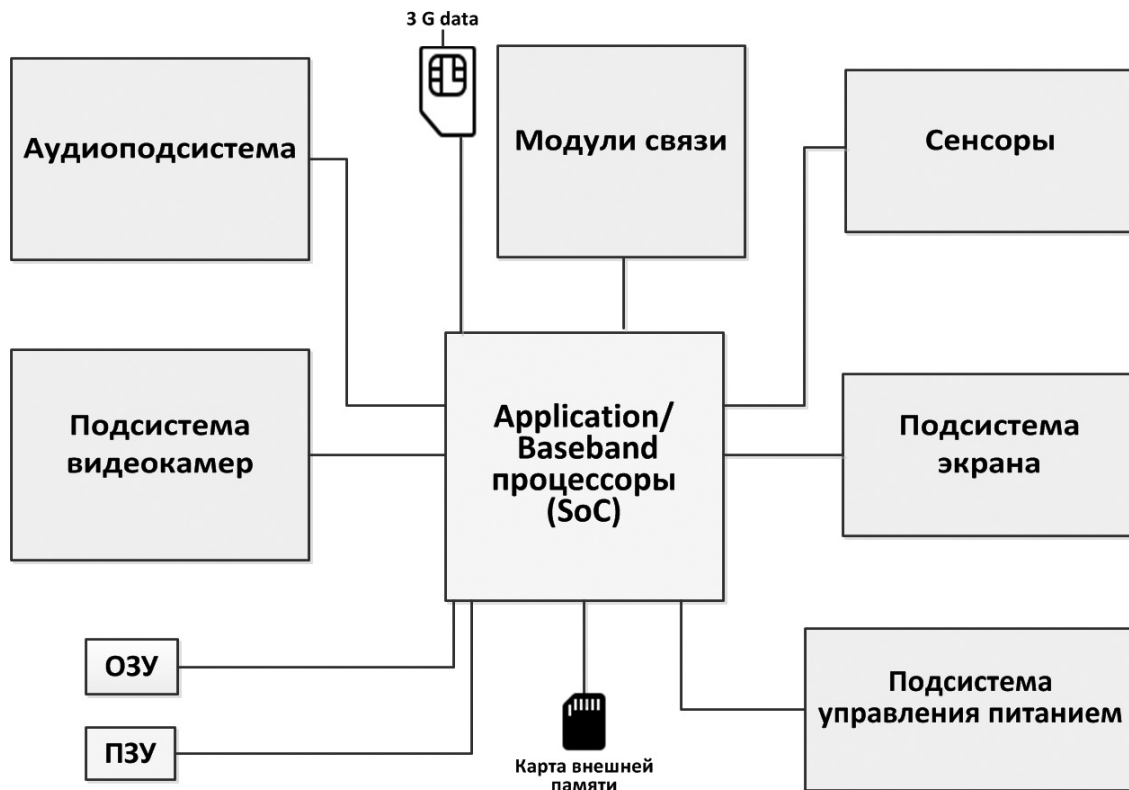 3 G data
Аудиоподсистема
Модули связи
Сенсоры
Подсистема
видеокамер
Application/
Baseband
процессоры
(SoC)
Подсистема
экрана
ОЗУ
ПЗУ
Карта внешней
памяти
Подсистема
управления питанием